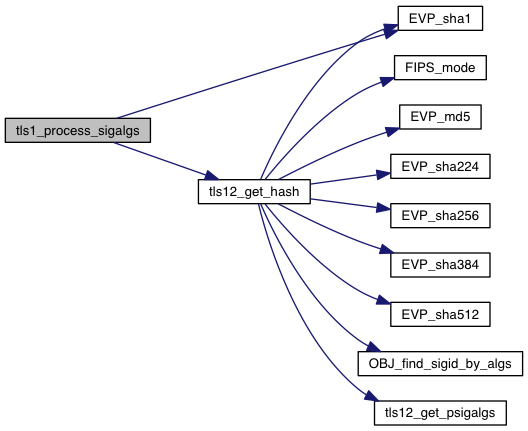 EVP_sha1
FIPS_mode
EVP_md5
tls1_process_sigalgs
EVP_sha224
tls12_get_hash
EVP_sha256
EVP_sha384
EVP_sha512
OBJ_find_sigid_by_algs
tls12_get_psigalgs